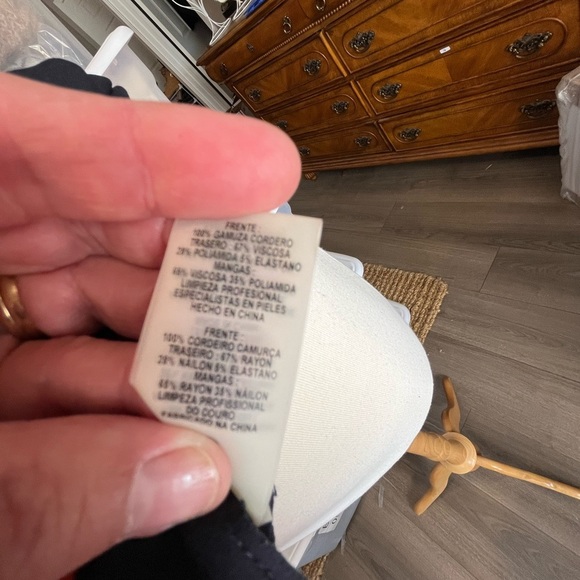 FRENTE :
100% GAMUZA CORDERO
TRASERO : 67% VISCOSA
28% POLIAMIDA 5% ELASTANO
MANGAS :
65% VISCOSA 35% POLIAMIDA
LIMPIEZA PROFESIONAL
ESPECIALISTAS EN PIELES
HECHO EN CHINA
FRENTE :
100% CORDEIRO CAMURÇA
TRASEIRO : 67% RAYON
28% NÁILON 5% ELASTANO
MANGAS :
65% RAYON 35% NÁILON
LIMPEZA PROFISSIONAL
DO COURO
FABRICADO NA CHINA